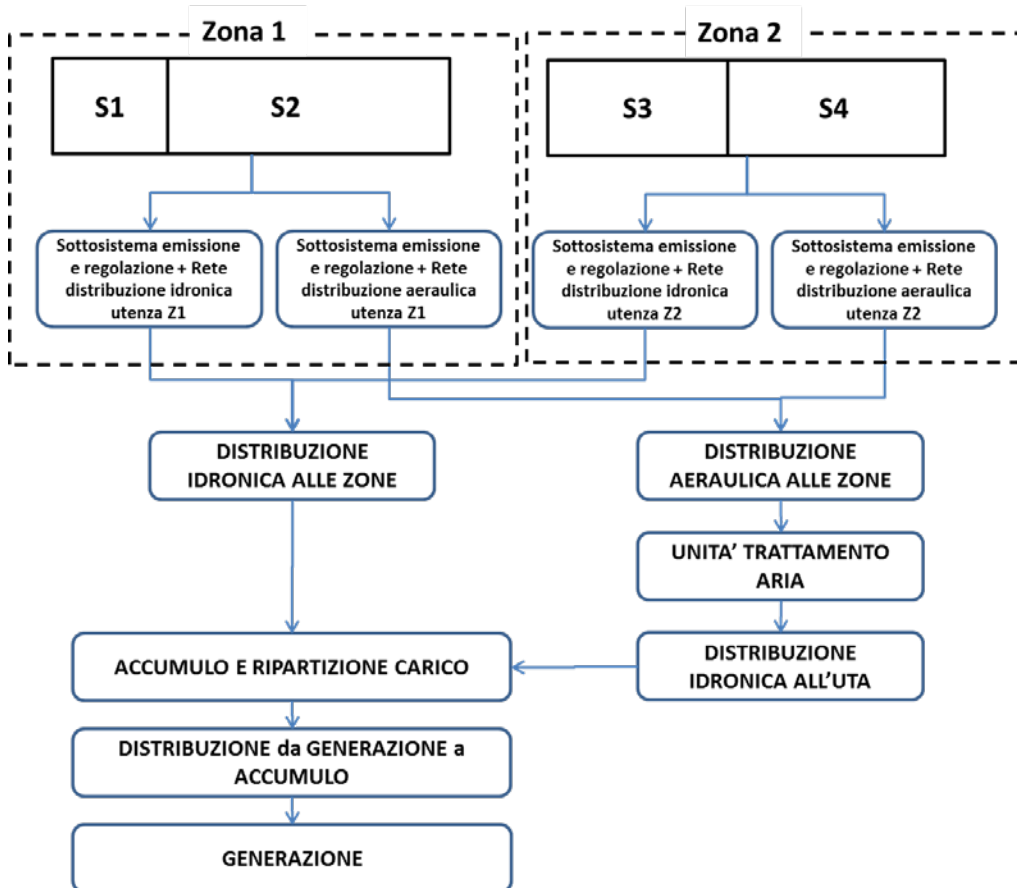 Zona 1
Zona 2
S1
S2
S3
S4
Sottosistema emissione
e regolazione + Rete
distribuzione idronica
utenza Z1
Sottosistema emissione
e regolazione + Rete
distribuzione aeraulica
utenza Z1
Sottosistema emissione
e regolazione + Rete
distribuzione idronica
utenza Z2
Sottosistema emissione
e regolazione + Rete
distribuzione aeraulica
utenza Z2
DISTRIBUZIONE
IDRONICA ALLE ZONE
DISTRIBUZIONE
AERAULICA ALLE ZONE
UNITA' TRATTAMENTO
ARIA
ACCUMULO E RIPARTIZIONE CARICO
DISTRIBUZIONE
IDRONICA ALL'UTA
DISTRIBUZIONE da GENERAZIONE a
ACCUMULO
GENERAZIONE